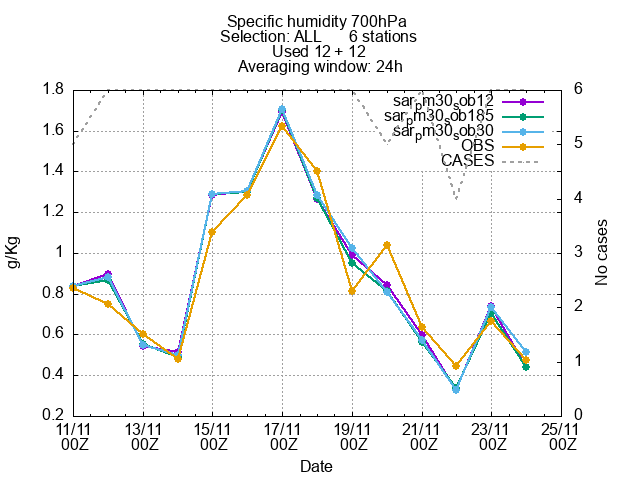 Specific humidity 700hPa
Selection: ALL 6 stations
Used 12 + 12
Averaging window: 24h
sar_pm30_sob12
sar_pm30_sob185
sar_pm30_sob30
OBS
CASES
g/Kg
1.8
1.6
1.4
1.2
1
0.8
0.6
0.4
0.2
6
5
4
3
2
1
0
No cases
11/11 13/11 15/11 17/11 19/11 21/11 23/11 25/11
00Z 00Z 00Z 00Z 00Z 00Z 00Z 00Z
Date